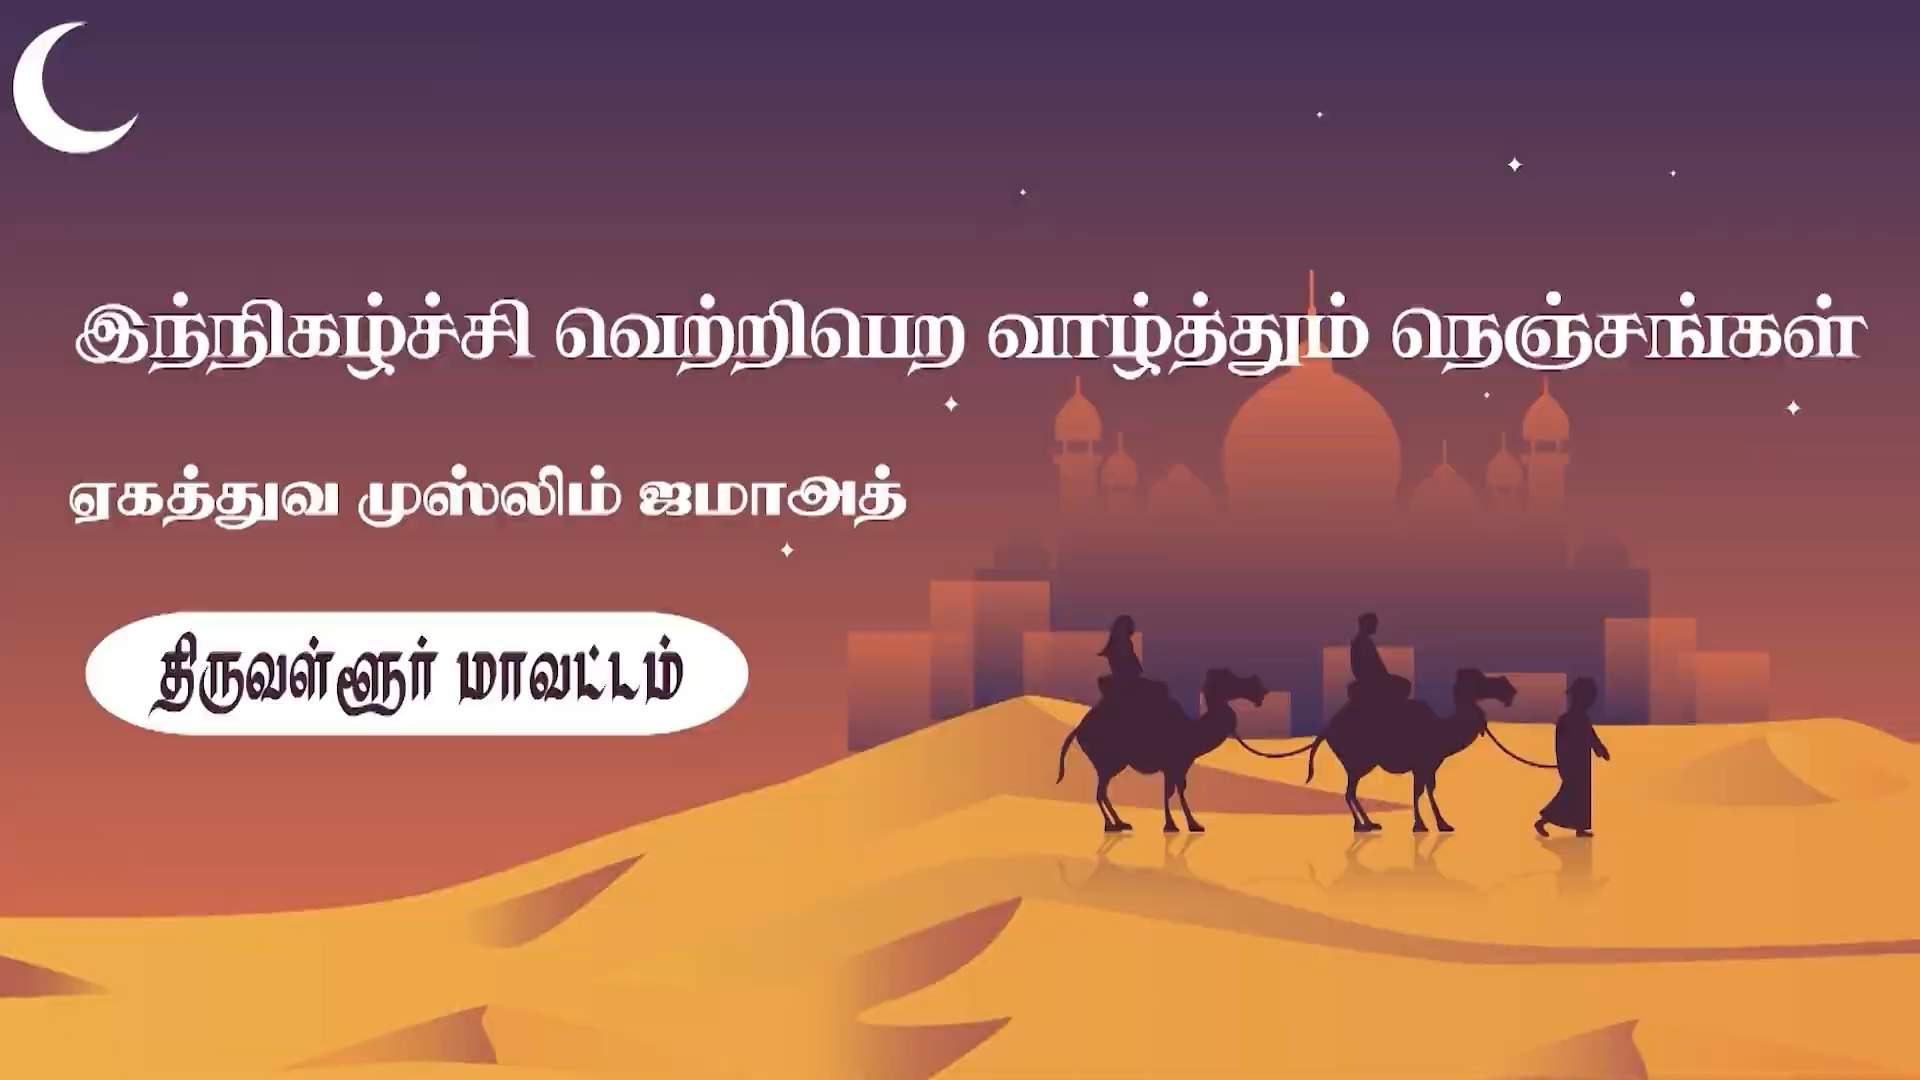 இந்நிகழ்ச்சி வெற்றிபெற வாழ்த்தும் நெஞ்சங்கள்
ஏகத்துவ முஸ்லிம் ஜமாஅத்
திருவள்ளூர் மாவட்டம்